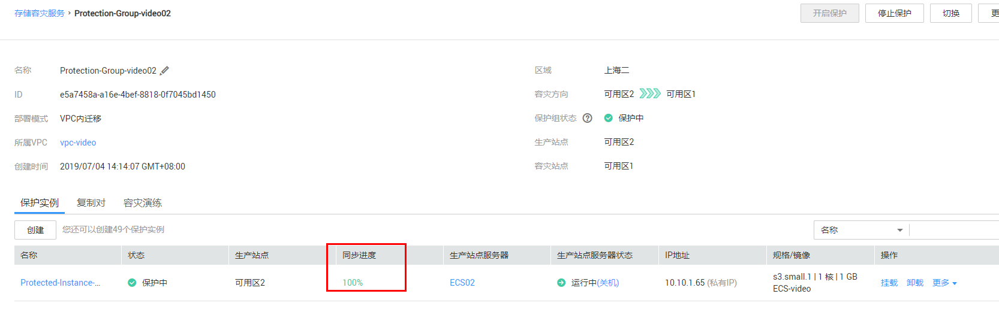 存储容灾服务 › Protection-Group-video02
开启保护 停止保护 切换 更
名称 Protection-Group-video02
ID e5a7458a-a16e-4bef-8818-0f7045bd1450
部署模式 VPC内迁移
所属VPC vpc-video
创建时间 2019/07/04 14:14:07 GMT+08:00
区域 上海二
容灾方向 可用区2 可用区1
保护组状态 ? 保护中
生产站点 可用区2
容灾站点 可用区1
保护实例 复制对 容灾演练
创建 您还可以创建49个保护实例 名称
名称 状态 生产站点 同步进度 生产站点服务器 生产站点服务器状态 IP地址 规格/镜像 操作
Protected-Instance-... 保护中 可用区2 100% ECS02 运行中(关机) 10.10.1.65 (私有IP) s3.small.1 | 1 核 | 1 GB 挂载 卸载 更多
ECS-video